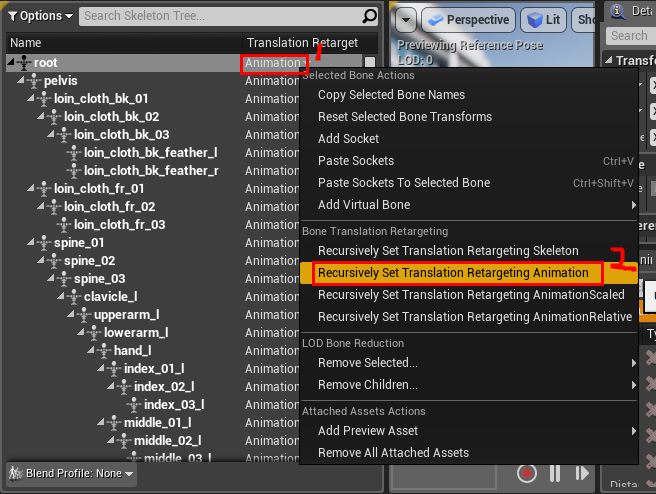 Options
Search Skeleton Tree...
Name
Translation Retarget
root
Animation
1
pelvis
Animation
loin_cloth_bk_01
Animation
loin_cloth_bk_02
Animation
loin_cloth_bk_03
Animation
loin_cloth_bk_feather_l
Animation
loin_cloth_bk_feather_r
Animation
loin_cloth_fr_01
Animation
loin_cloth_fr_02
Animation
loin_cloth_fr_03
Animation
spine_01
Animation
spine_02
Animation
spine_03
Animation
clavicle_l
Animation
upperarm_l
Animation
lowerarm_l
Animation
hand_l
Animation
index_01_l
Animation
index_02_l
Animation
index_03_l
Animation
middle_01_l
Animation
middle_02_l
Animation
middle_03_l
Animation
Blend Profile: None
Perspective
Lit
Previewing Reference Pose
LOD: 0
Selected Bone Actions
Copy Selected Bone Names
Reset Selected Bone Transforms
Add Socket
Paste Sockets Ctrl+V
Paste Sockets To Selected Bone Ctrl+Shift+V
Add Virtual Bone
Bone Translation Retargeting
Recursively Set Translation Retargeting Skeleton
2
Recursively Set Translation Retargeting Animation
Recursively Set Translation Retargeting AnimationScaled
Recursively Set Translation Retargeting AnimationRelative
LOD Bone Reduction
Remove Selected...
Remove Children...
Attached Assets Actions
Add Preview Asset
Remove All Attached Assets
Deta
Search
Transfo